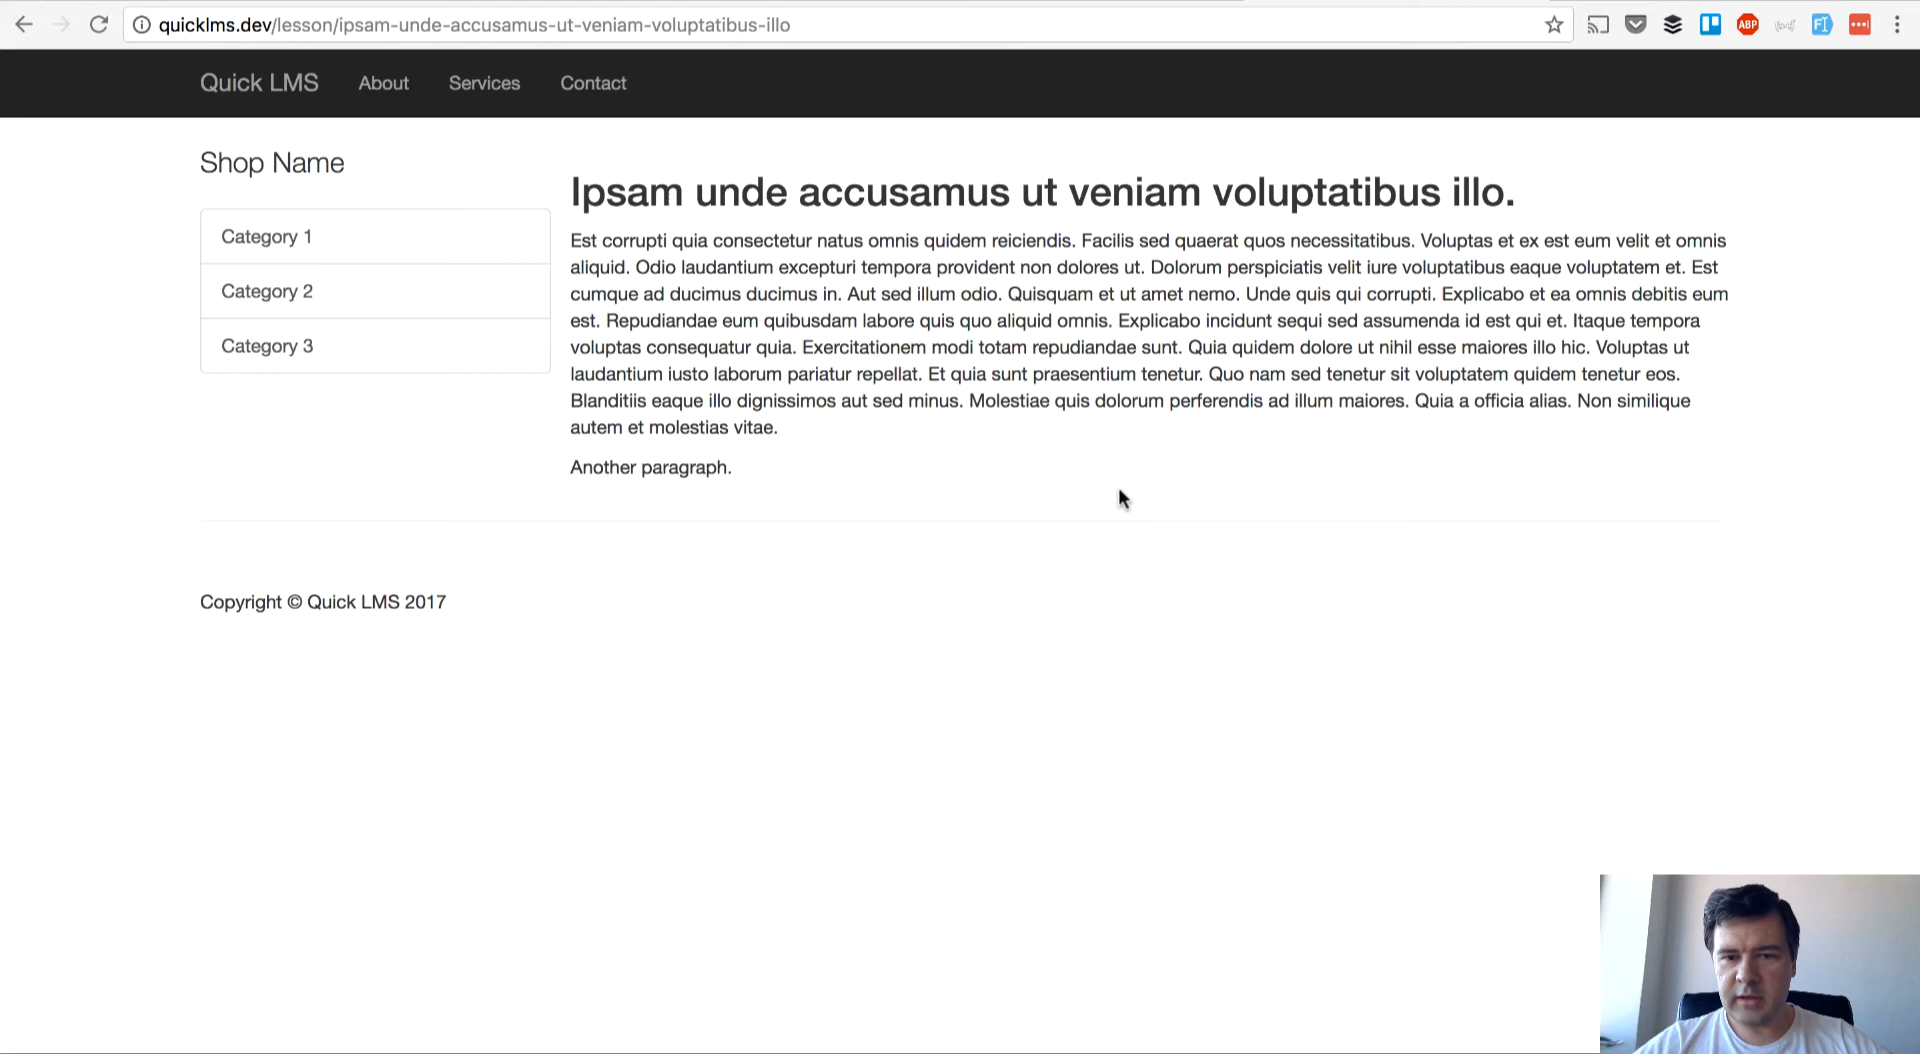 quicklms.dev/lesson/ipsam-unde-accusamus-ut-veniam-voluptatibus-illo
ABP
Quick LMS About Services Contact
Shop Name
Category 1
Category 2
Category 3
Ipsam unde accusamus ut veniam voluptatibus illo.
Est corrupti quia consectetur natus omnis quidem reiciendis. Facilis sed quaerat quos necessitatibus. Voluptas et ex est eum velit et omnis
aliquid. Odio laudantium excepturi tempora provident non dolores ut. Dolorum perspiciatis velit iure voluptatibus eaque voluptatem et. Est
cumque ad ducimus ducimus in. Aut sed illum odio. Quisquam et ut amet nemo. Unde quis qui corrupti. Explicabo et ea omnis debitis eum
est. Repudiandae eum quibusdam labore quis quo aliquid omnis. Explicabo incidunt sequi sed assumenda id est qui et. Itaque tempora
voluptas consequatur quia. Exercitationem modi totam repudiandae sunt. Quia quidem dolore ut nihil esse maiores illo hic. Voluptas ut
laudantium iusto laborum pariatur repellat. Et quia sunt praesentium tenetur. Quo nam sed tenetur sit voluptatem quidem tenetur eos.
Blanditiis eaque illo dignissimos aut sed minus. Molestiae quis dolorum perferendis ad illum maiores. Quia a officia alias. Non similique
autem et molestias vitae.
Another paragraph.
Copyright © Quick LMS 2017